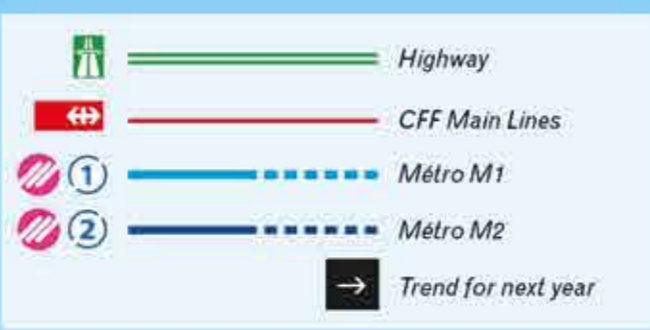 Highway
CFF Main Lines
1 Métro M1
2 Métro M2
→ Trend for next year